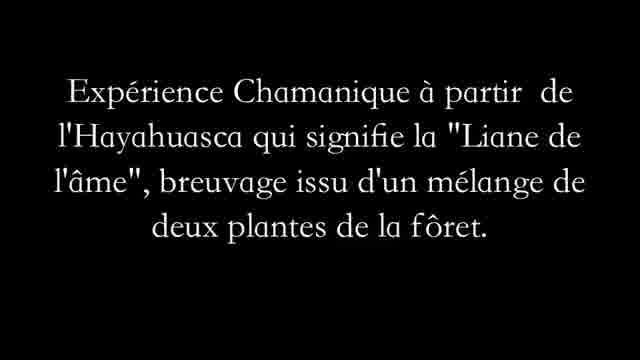 Expérience Chamanique à partir  de
l'Hayahuasca qui signifie la "Liane de
l'âme", breuvage issu d'un mélange de
deux plantes de la fôret.